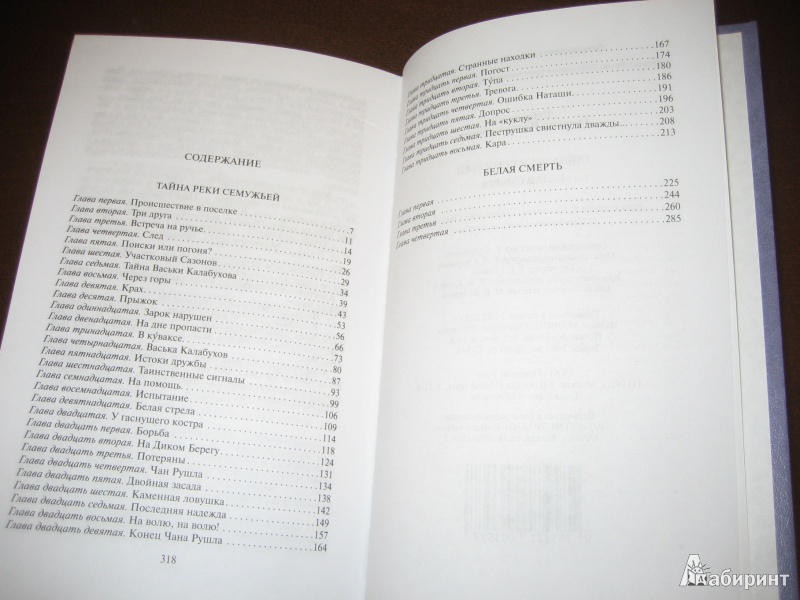 СОДЕРЖАНИЕ
ТАЙНА РЕКИ СЕМУЖЬЕЙ
Глава первая. Происшествие в поселке 7
Глава вторая. Три друга 11
Глава третья. Встреча на ручье. 14
Глава четвертая. След 19
Глава пятая. Поиски или погоня? 26
Глава шестая. Участковый Сазонов 29
Глава седьмая. Тайна Васьки Калабухова 34
Глава восьмая. Через горы 39
Глава девятая. Крах. 43
Глава десятая. Прыжок 53
Глава одиннадцатая. Зарок нарушен 56
Глава двенадцатая. На дне пропасти 66
Глава тринадцатая. В ку́ваксе. 73
Глава четырнадцатая. Васька Калабухов 80
Глава пятнадцатая. Истоки дружбы 87
Глава шестнадцатая. Таинственные сигналы 93
Глава семнадцатая. На помощь. 99
Глава восемнадцатая. Испытание 106
Глава девятнадцатая. Белая стрела 109
Глава двадцатая. У гаснущего костра 114
Глава двадцать первая. Борьба 118
Глава двадцать вторая. На Диком Берегу
Глава двадцать третья. Потеряны 131
Глава двадцать четвертая. Чан Рушла 134
Глава двадцать пятая. Двойная засада 138
Глава двадцать шестая. Каменная ловушка 142
Глава двадцать седьмая. Последняя надежда 149
Глава двадцать восьмая. На волю, на волю! 157
Глава двадцать девятая. Конец Чана Рушла 164
318
Глава тридцатая. Странные находки 167
Глава тридцать первая. Погост 174
Глава тридцать вторая. Ту́па 180
Глава тридцать третья. Тревога 186
Глава тридцать четвертая. Ошибка Наташи. 191
Глава тридцать пятая. Допрос 196
Глава тридцать шестая. На «куклу» 203
Глава тридцать седьмая. Пеструшка свистнула дважды... 208
Глава тридцать восьмая. Кара 213
БЕЛАЯ СМЕРТЬ
Глава первая 225
Глава вторая 244
Глава третья 260
Глава четвертая 285
Лабиринт